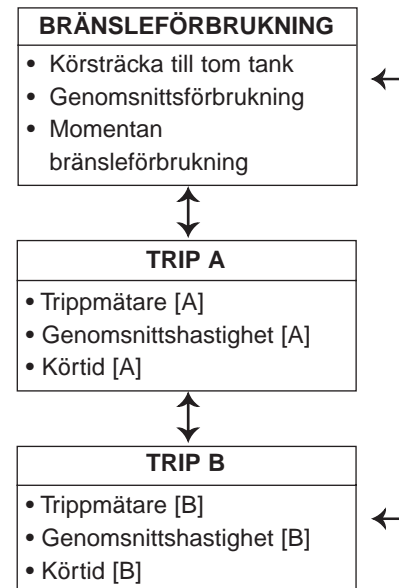 BRÄNSLEFÖRBRUKNING
• Körsträcka till tom tank
• Genomsnittsförbrukning
• Momentan
bränsleförbrukning
TRIP A
• Trippmätare [A]
• Genomsnittshastighet [A]
• Körtid [A]
TRIP B
• Trippmätare [B]
• Genomsnittshastighet [B]
• Körtid [B]